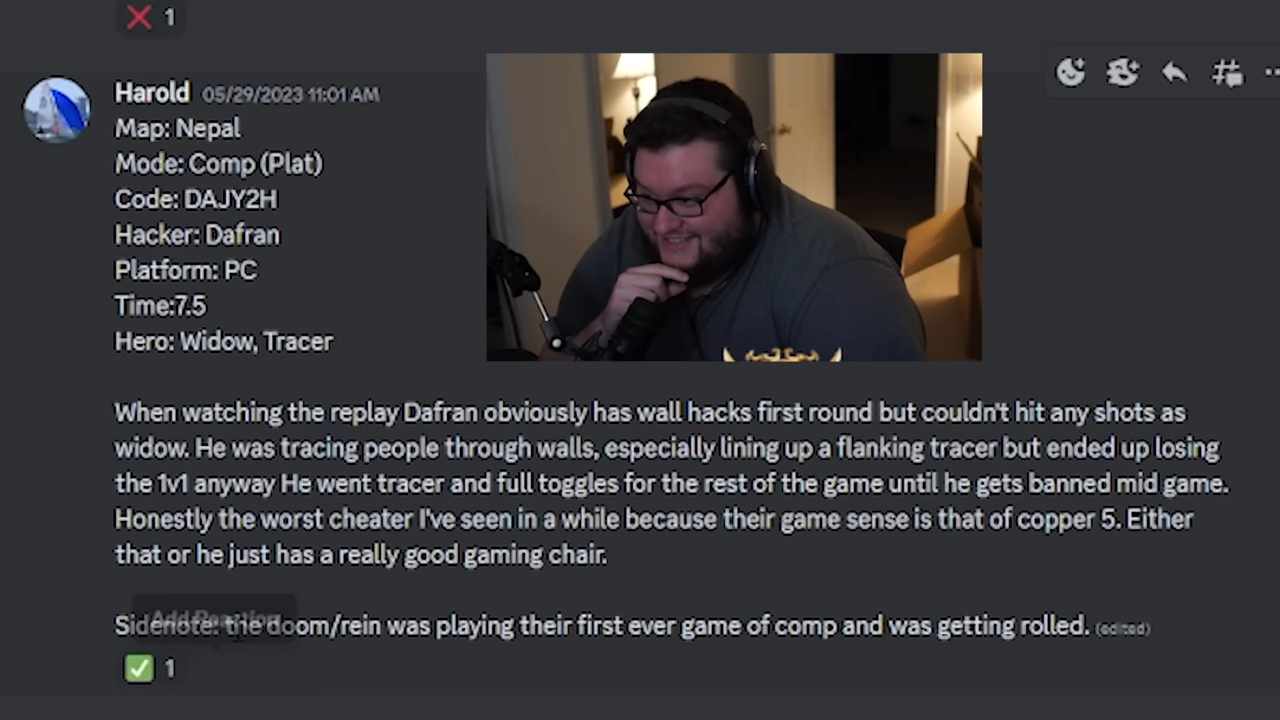 1
Harold 05/29/2023 11:01 AM
Map: Nepal
Mode: Comp (Plat)
Code: DAJY2H
Hacker: Dafran
Platform: PC
Time:7.5
Hero: Widow, Tracer
When watching the replay Dafran obviously has wall hacks first round but couldn't hit any shots as
widow. He was tracing people through walls, especially lining up a flanking tracer but ended up losing
the 1v1 anyway He went tracer and full toggles for the rest of the game until he gets banned mid game.
Honestly the worst cheater I've seen in a while because their game sense is that of copper 5. Either
that or he just has a really good gaming chair.
Add Reaction
Sidenote: the doom/rein was playing their first ever game of comp and was getting rolled. (edited)
1